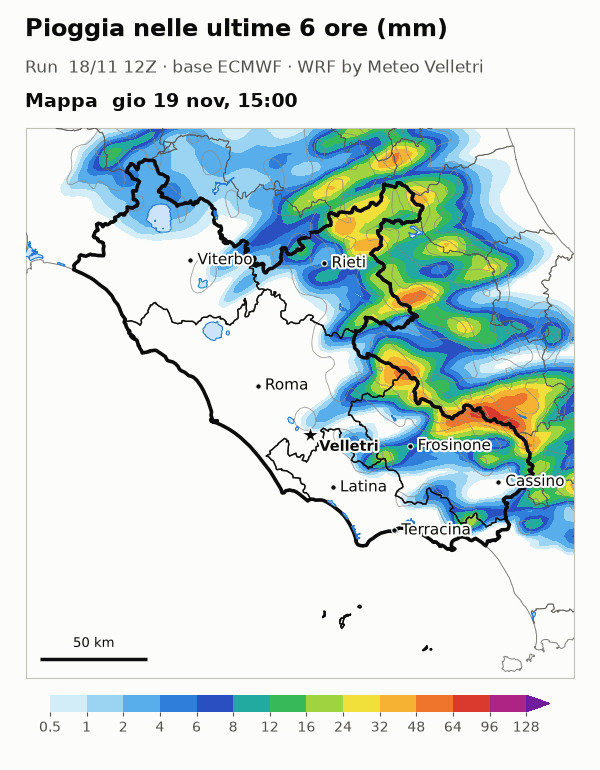 Pioggia nelle ultime 6 ore (mm)
Run 18/11 12Z · base ECMWF · WRF by Meteo Velletri
Mappa gio 19 nov, 15:00
Viterbo
Rieti
Roma
Velletri
Frosinone
Cassino
Latina
Terracina
50 km
0.5 1 2 4 6 8 12 16 24 32 48 64 96 128